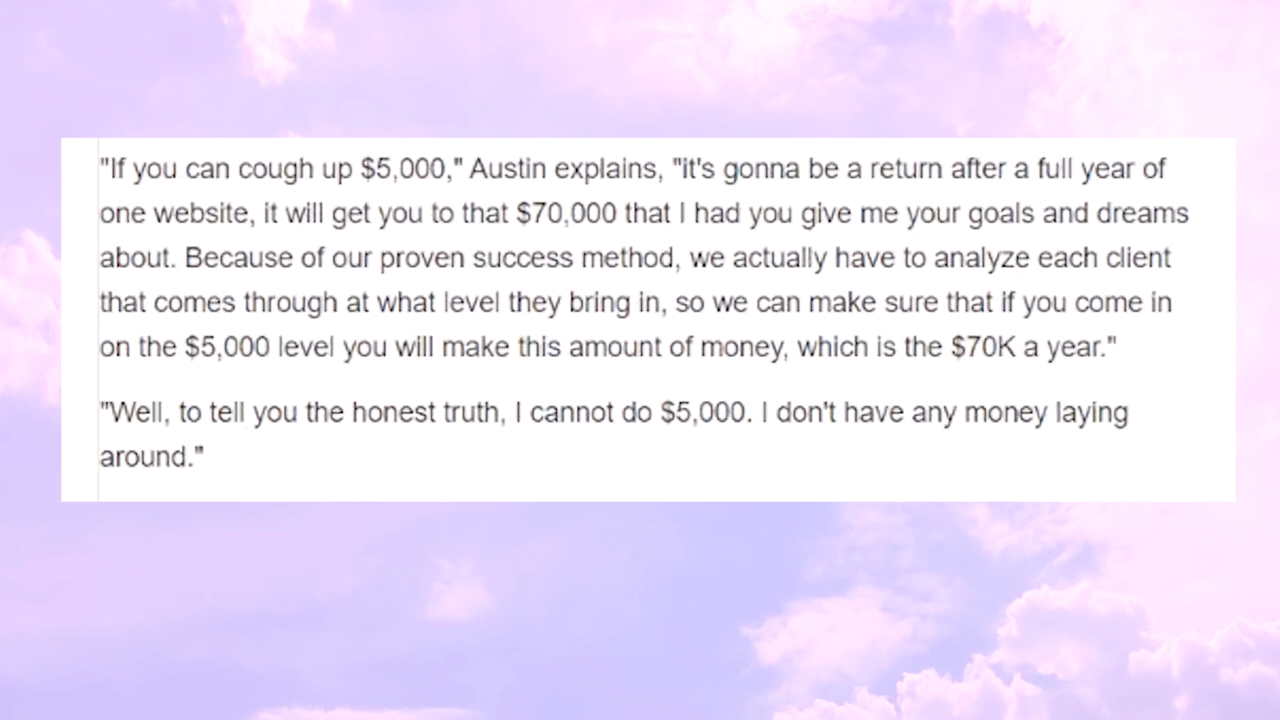 "If you can cough up $5,000," Austin explains, "it's gonna be a return after a full year of
one website, it will get you to that $70,000 that I had you give me your goals and dreams
about. Because of our proven success method, we actually have to analyze each client
that comes through at what level they bring in, so we can make sure that if you come in
on the $5,000 level you will make this amount of money, which is the $70K a year."
"Well, to tell you the honest truth, I cannot do $5,000. I don't have any money laying
around."